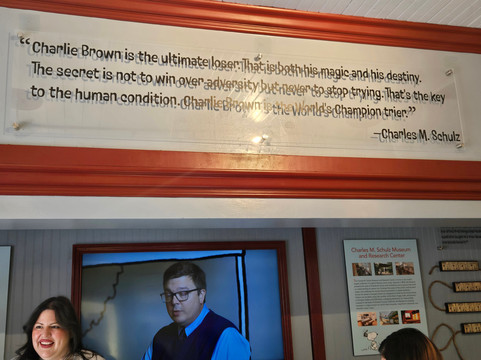 “Charlie Brown is the ultimate loser. That is both his magic and his destiny.
The secret is not to win over adversity but never to stop trying. That's the key
to the human condition. Charlie Brown is the World's Champion trier.”
—Charles M. Schulz
Charles M. Schulz Museum
and Research Center